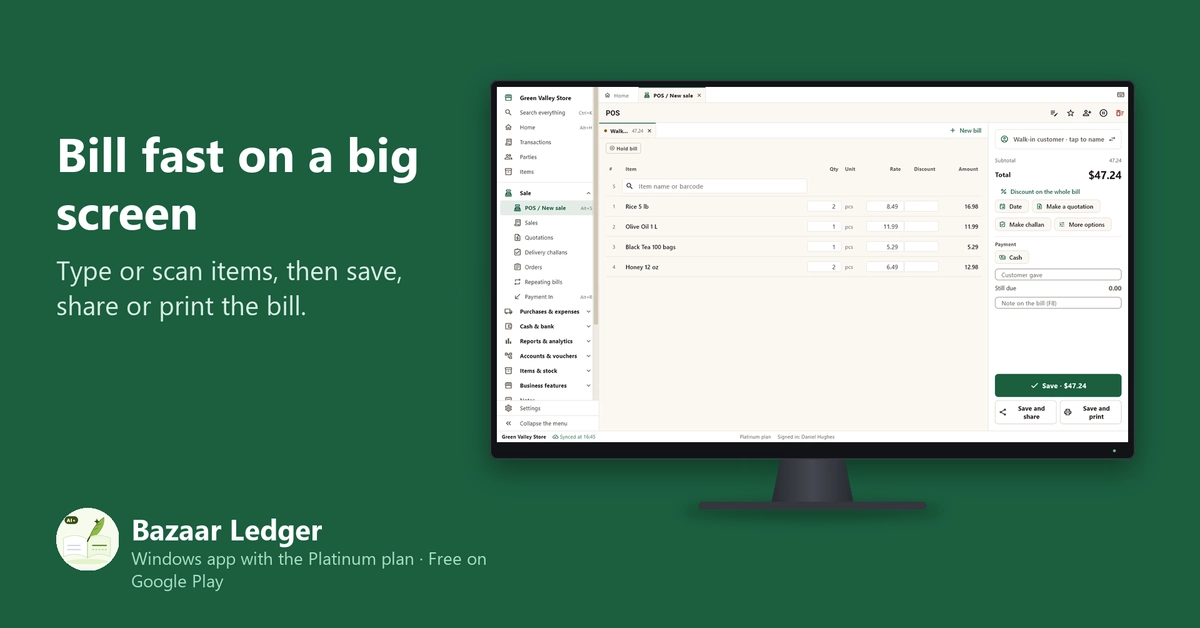 Bill fast on a big
screen
Type or scan items, then save,
share or print the bill.
AI+
Bazaar Ledger
Windows app with the Platinum plan · Free on
Google Play
Green Valley Store
Search everything
Home Alt+H
Transactions
Parties
Items
Sale
POS / New sale Alt+S
Sales
Quotations
Delivery challans
Orders
Repeating bills
Payment In Alt+R
Purchases & expenses
Cash & bank
Reports & analytics
Accounts & vouchers
Items & stock
Business features
Settings
Collapse the menu
Home POS / New sale
POS
Walk... 47.24 New bill
Hold bill
# Item Qty Unit Rate Discount Amount
5 Item name or barcode
1 Rice 5 lb 2 pcs 8.49 16.98
2 Olive Oil 1 L 1 pcs 11.99 11.99
3 Black Tea 100 bags 1 pcs 5.29 5.29
4 Honey 12 oz 2 pcs 6.49 12.98
Walk-in customer · tap to name
Subtotal 47.24
Total $47.24
Discount on the whole bill
Date Make a quotation
Make challan More options
Payment
Cash
Customer gave
Still due 0.00
Note on the bill (F8)
Save · $47.24
Save and
share
Save and
print
Green Valley Store Synced at 16:45 Platinum plan Signed in: Daniel Hughes